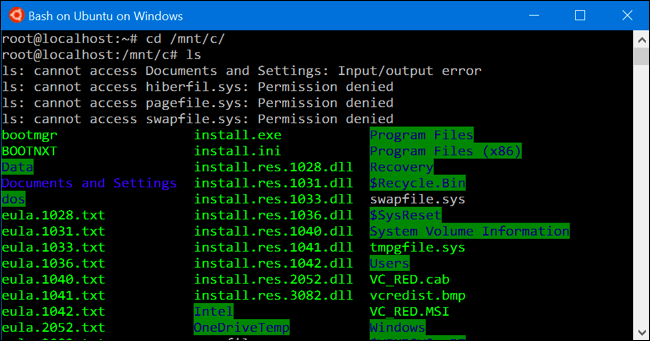 Bash on Ubuntu on Windows
root@localhost:~# cd /mnt/c/
root@localhost:/mnt/c# ls
ls: cannot access Documents and Settings: Input/output error
ls: cannot access hiberfil.sys: Permission denied
ls: cannot access pagefile.sys: Permission denied
ls: cannot access swapfile.sys: Permission denied
bootmgr install.exe Program Files
BOOTNXT install.ini Program Files (x86)
Data install.res.1028.dll Recovery
Documents and Settings install.res.1031.dll $Recycle.Bin
dos install.res.1033.dll swapfile.sys
eula.1028.txt install.res.1036.dll $SysReset
eula.1031.txt install.res.1040.dll System Volume Information
eula.1033.txt install.res.1041.dll tmpgfile.sys
eula.1036.txt install.res.1042.dll Users
eula.1040.txt install.res.2052.dll VC_RED.cab
eula.1041.txt install.res.3082.dll vcredist.bmp
eula.1042.txt Intel VC_RED.MSI
eula.2052.txt OneDriveTemp Windows